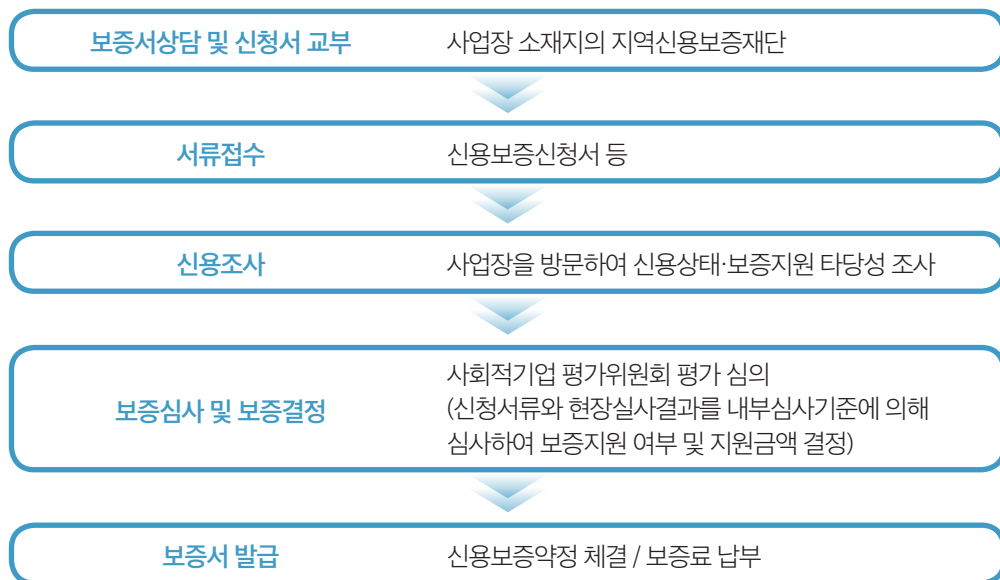 보증서상담 및 신청서 교부
사업장 소재지의 지역신용보증재단
서류접수
신용보증신청서 등
신용조사
사업장을 방문하여 신용상태·보증지원 타당성 조사
보증심사 및 보증결정
사회적기업 평가위원회 평가 심의
(신청서류와 현장실사결과를 내부심사기준에 의해
심사하여 보증지원 여부 및 지원금액 결정)
보증서 발급
신용보증약정 체결 / 보증료 납부